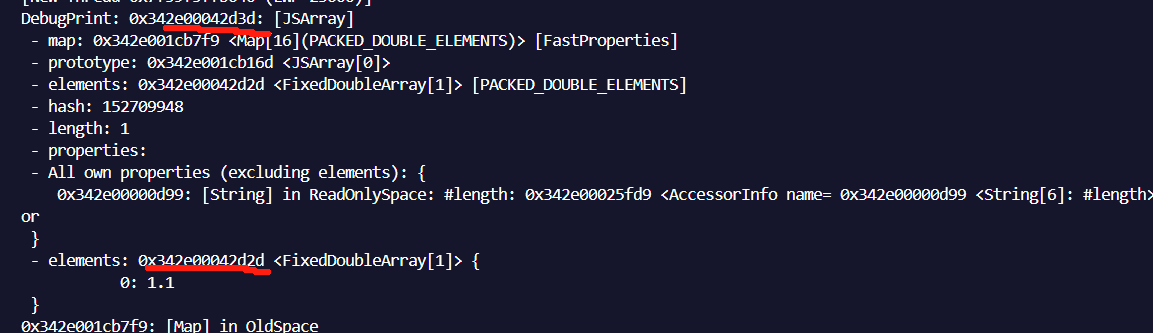 DebugPrint: 0x342e00042d3d: [JSArray]
- map: 0x342e001cb7f9 <Map[16](PACKED_DOUBLE_ELEMENTS)> [FastProperties]
- prototype: 0x342e001cb16d <JSArray[0]>
- elements: 0x342e00042d2d <FixedDoubleArray[1]> [PACKED_DOUBLE_ELEMENTS]
- hash: 152709948
- length: 1
- properties:
- All own properties (excluding elements): {
0x342e00000d99: [String] in ReadOnlySpace: #length: 0x342e00025fd9 <AccessorInfo name= 0x342e00000d99 <String[6]: #length>
or
}
- elements: 0x342e00042d2d <FixedDoubleArray[1]> {
0: 1.1
}
0x342e001cb7f9: [Map] in OldSpace